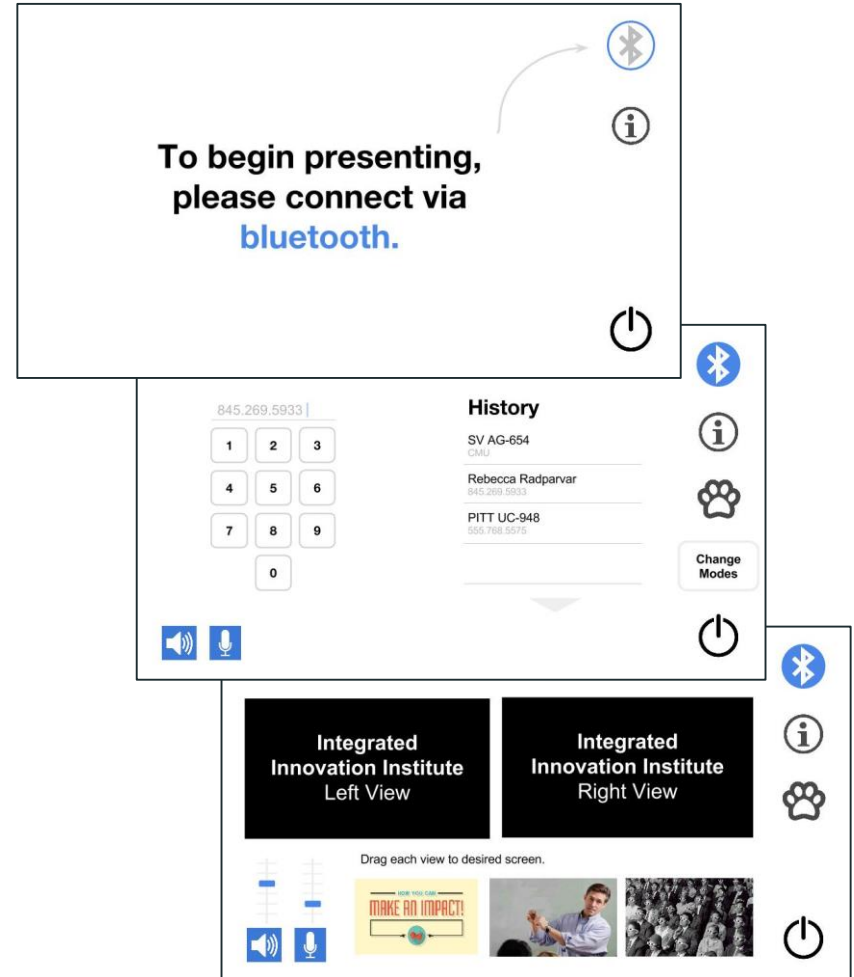 To begin presenting,
please connect via
bluetooth.
845.269.5933
1 2 3
4 5 6
7 8 9
0
History
SV AG-654
CMU
Rebecca Radparvar
845.269.5933
PITT UC-948
555.768.5575
Change
Modes
Integrated
Innovation Institute
Left View
Integrated
Innovation Institute
Right View
Drag each view to desired screen.
HOW YOU CAN
MAKE AN IMPACT!